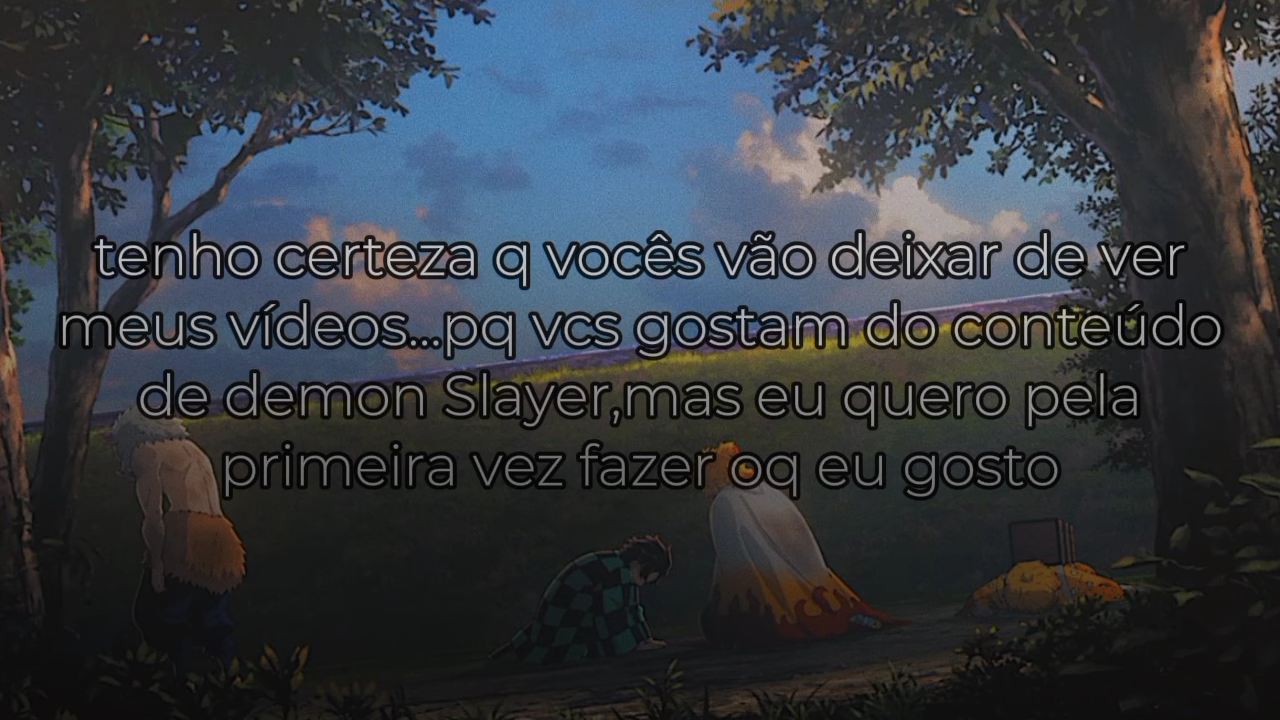 tenho certeza q vocês vão deixar de ver
meus vídeos...pq vcs gostam do conteúdo
de demon Slayer,mas eu quero pela
primeira vez fazer oq eu gosto